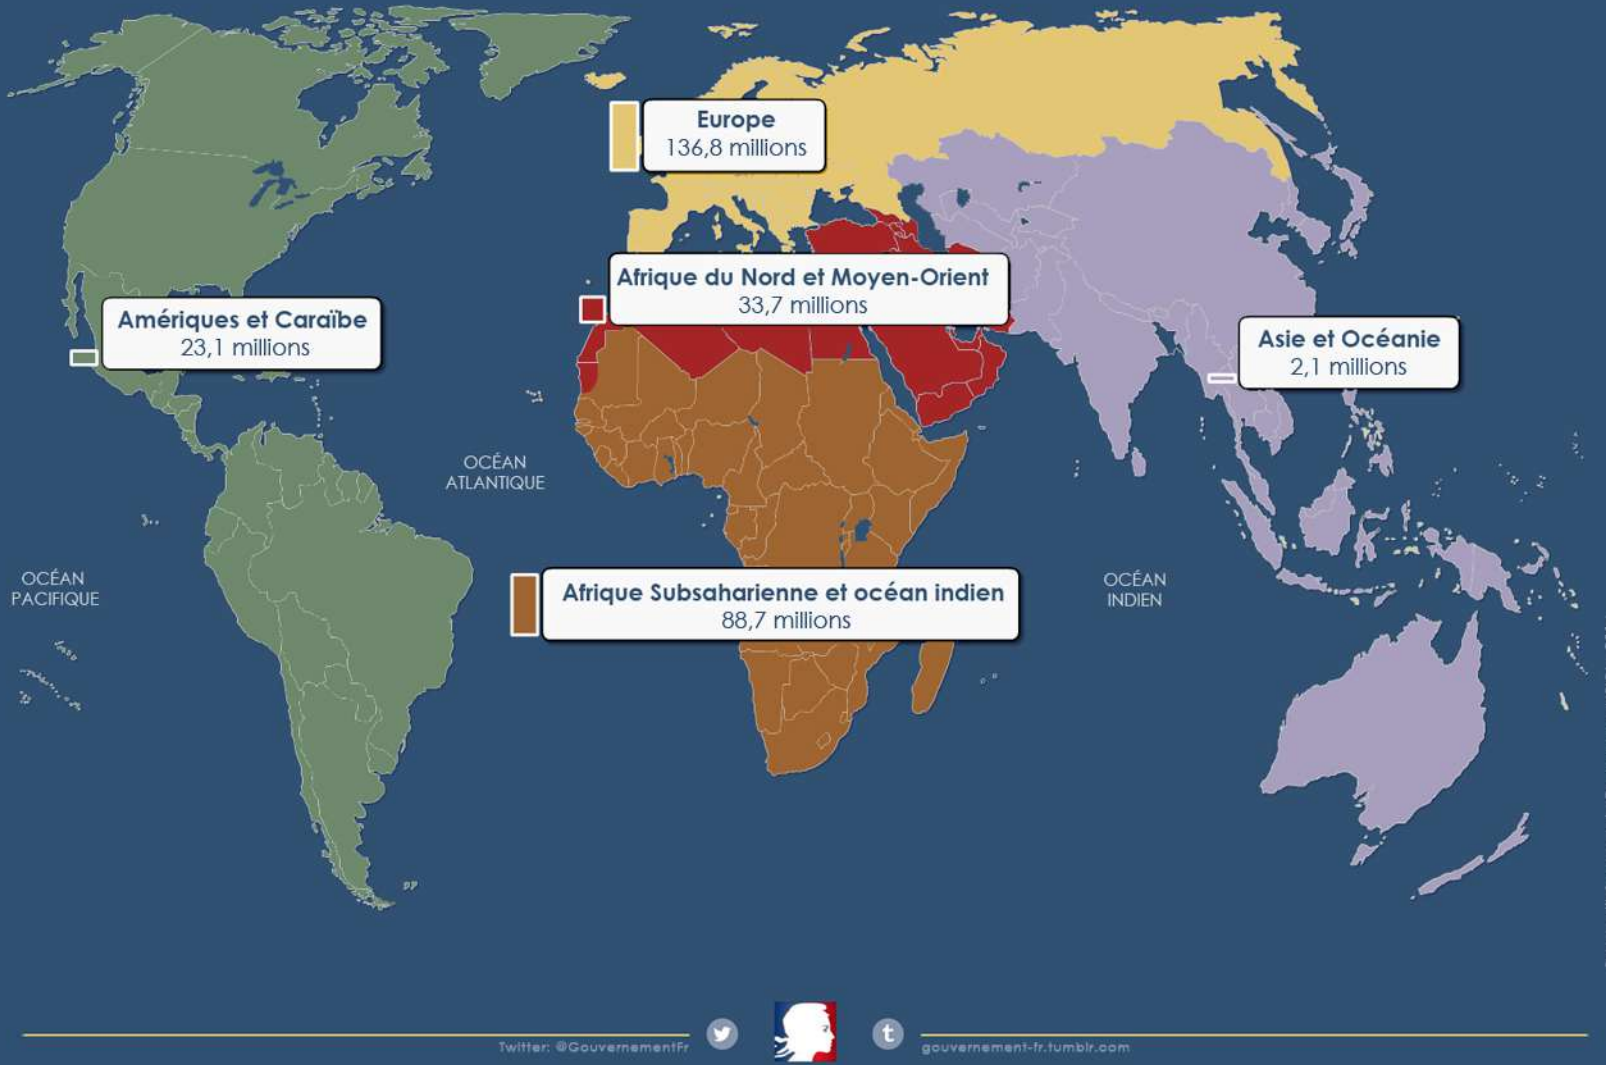 Europe
136,8 millions
Afrique du Nord et Moyen-Orient
33,7 millions
Amériques et Caraïbe
23,1 millions
Asie et Océanie
2,1 millions
OCÉAN
ATLANTIQUE
OCÉAN
PACIFIQUE
Afrique Subsaharienne et océan indien
88,7 millions
OCÉAN
INDIEN
Twitter: @GouvernementFr
t
gouvernement-fr.tumblr.com